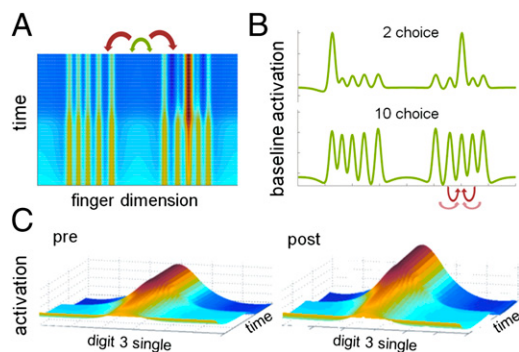 A
time
finger dimension
B
baseline activation
2 choice
10 choice
C
activation
pre
digit 3 single
time
post
digit 3 single
time